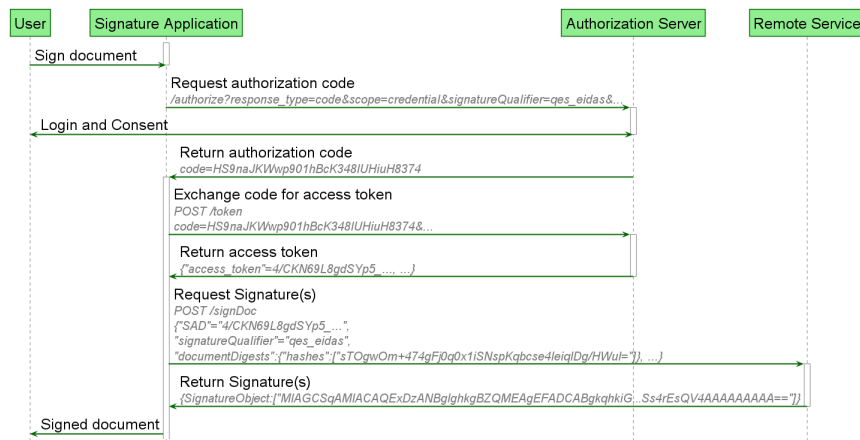 User
Signature Application
Authorization Server
Remote Service
Sign document
Request authorization code
/authorize?response_type=code&scope=credential&signatureQualifier=qes_eidas&...
Login and Consent
Return authorization code
code=HS9naJKWwp901hBcK348IUHiuH8374
Exchange code for access token
POST /token
code=HS9naJKWwp901hBcK348IUHiuH8374&...
Return access token
{"access_token"=4/CKN69L8gdSYp5_..., ...}
Request Signature(s)
POST /signDoc
{"SAD"="4/CKN69L8gdSYp5_...",
"signatureQualifier"="qes_eidas",
"documentDigests":{"hashes":["sTOgwOm+474gFj0q0x1iSNspKqbcse4IeiqlDg/HWuI="]}, ...}
Return Signature(s)
{SignatureObject:["MIAGCSqAMIACAQExDzANBglghkgBZQMEAgEFADCABgkqhkiG...Ss4rEsQV4AAAAAAAAA=="]}
Signed document